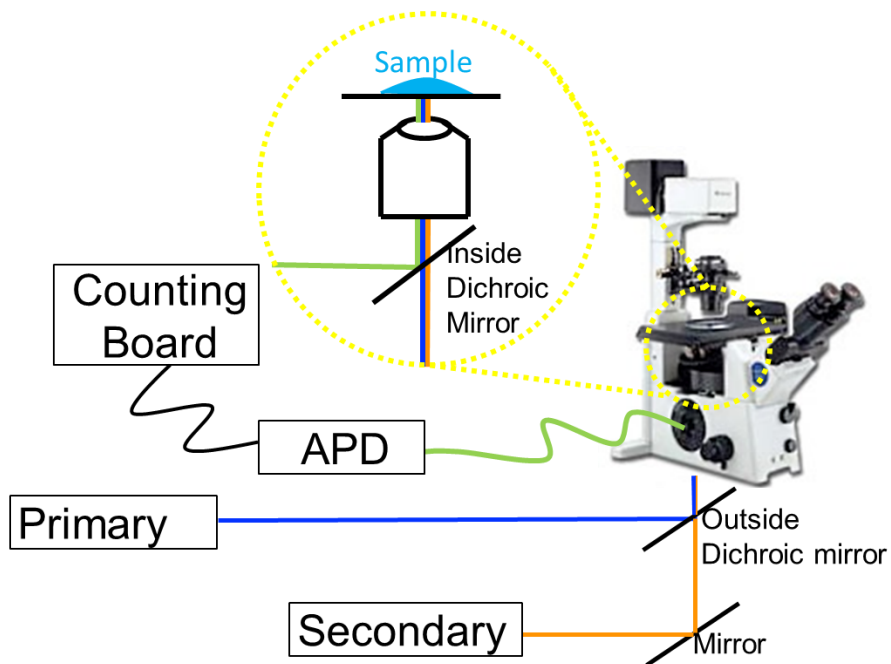 Sample
Inside
Dichroic
Mirror
Counting
Board
APD
Primary
Outside
Dichroic mirror
Secondary
Mirror